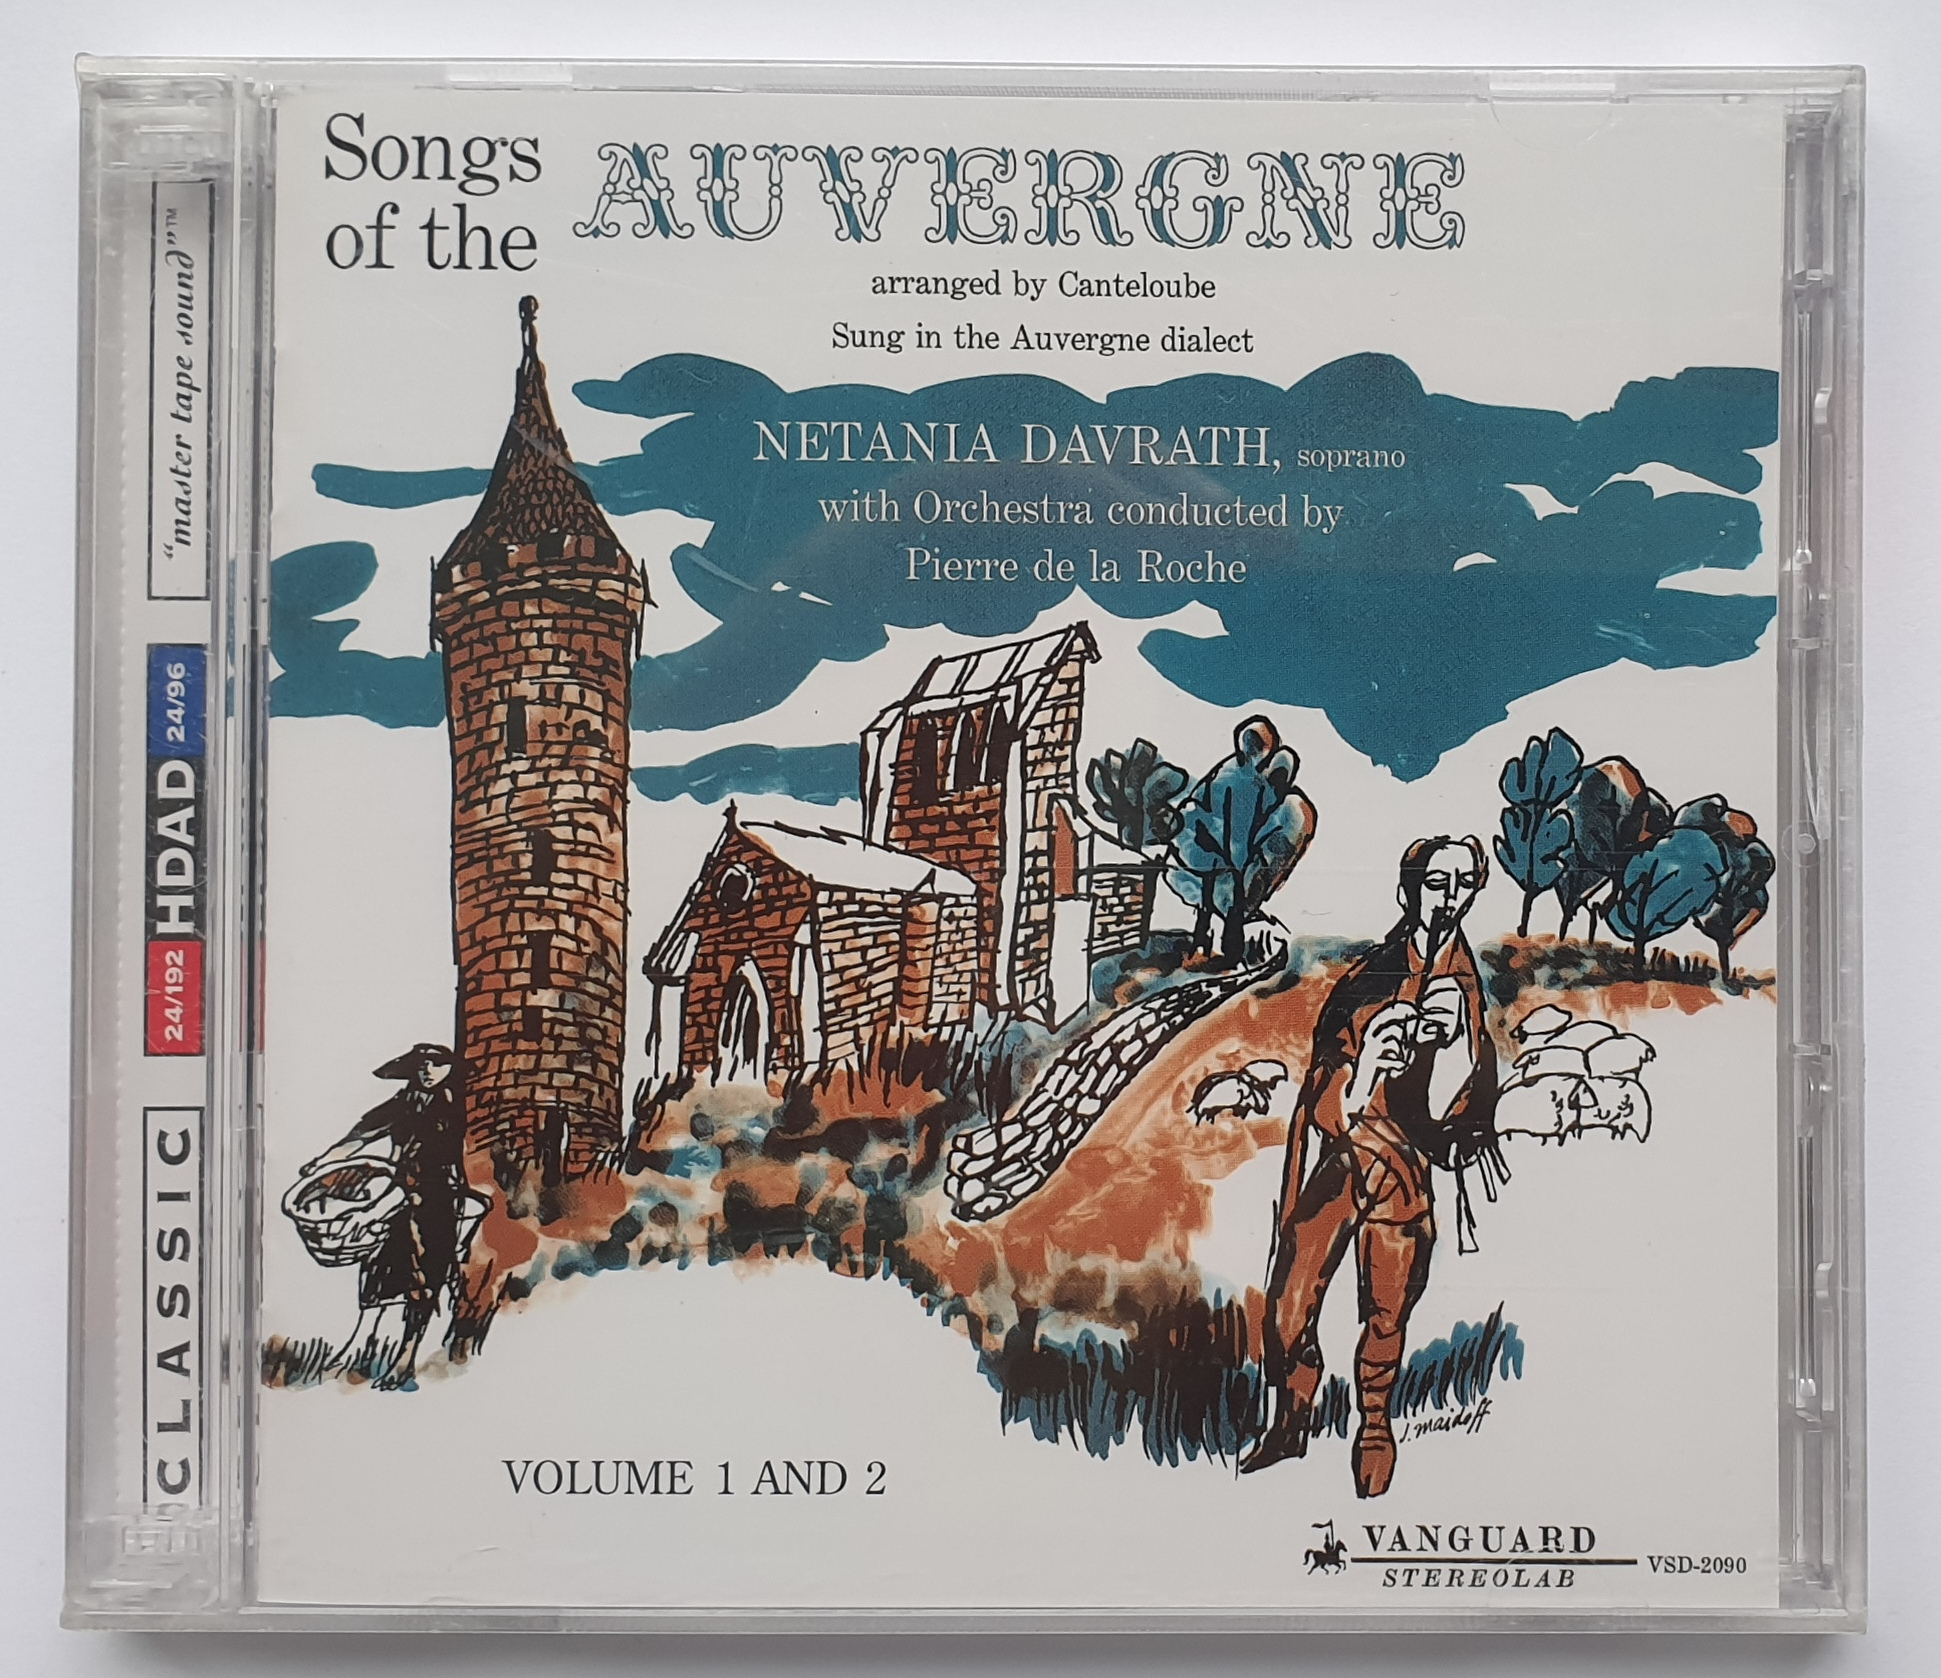 Songs
of the
AUVERGNE
arranged by Canteloube
Sung in the Auvergne dialect
NETANIA DAVRATH, soprano
with Orchestra conducted by
Pierre de la Roche
VOLUME 1 AND 2
J. maidoff
VANGUARD
STEREOLAB
VSD-2090
CLASSIC
24/192 HDAD 24/96
“master tape sound”™